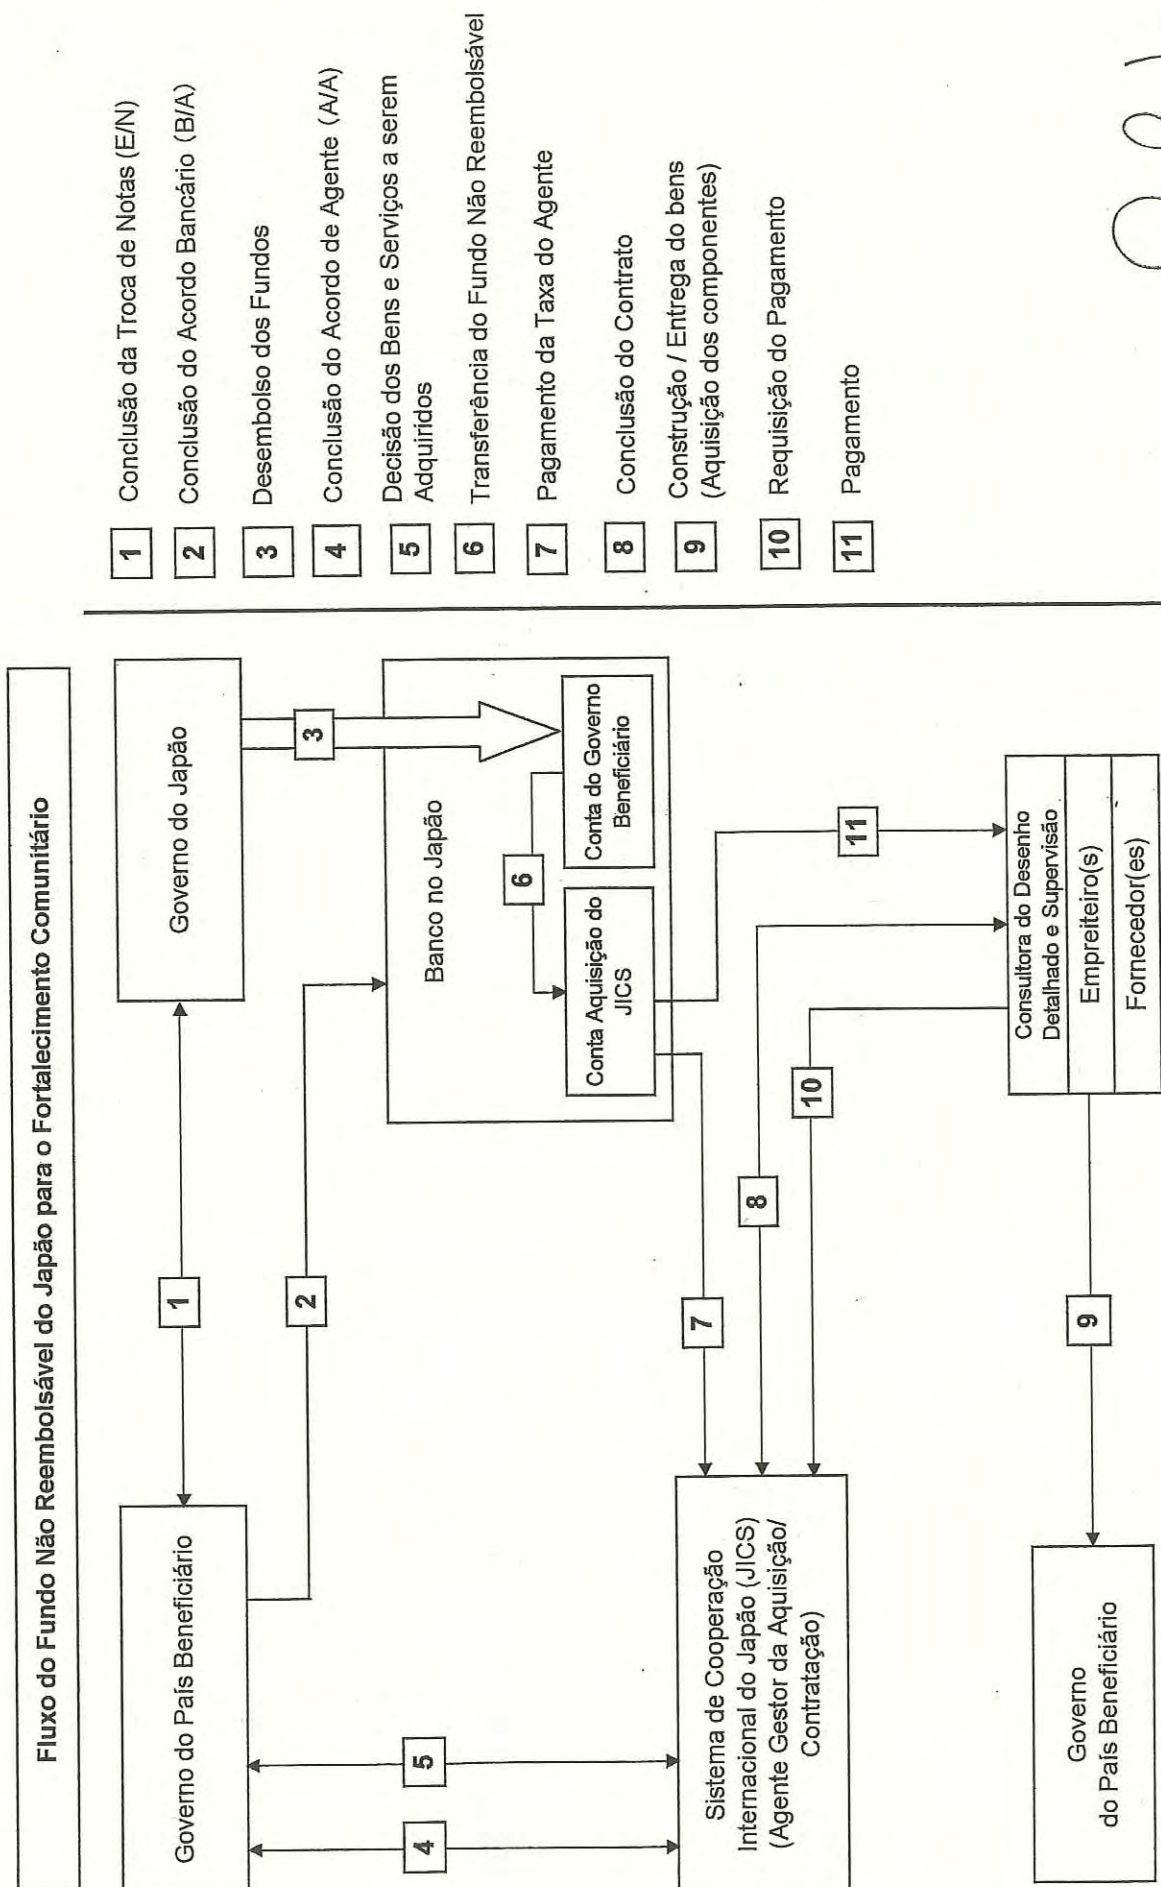 Fluxo do Fundo Não Reembolsável do Japão para o Fortalecimento Comunitário
Governo do País Beneficiário
1
Governo do Japão
2
3
4
5
Banco no Japão
6
Conta Aquisição do
JICS
Conta do Governo
Beneficiário
7
Sistema de Cooperação
Internacional do Japão (JICS)
(Agente Gestor da Aquisição/
Contratação)
8
10
11
Consultora do Desenho
Detalhado e Supervisão
Empreiteiro(s)
Fornecedor(es)
9
Governo
do País Beneficiário
1 Conclusão da Troca de Notas (E/N)
2 Conclusão do Acordo Bancário (B/A)
3 Desembolso dos Fundos
4 Conclusão do Acordo de Agente (A/A)
5 Decisão dos Bens e Serviços a serem
Adquiridos
6 Transferência do Fundo Não Reembolsável
7 Pagamento da Taxa do Agente
8 Conclusão do Contrato
9 Construção / Entrega do bens
(Aquisição dos componentes)
10 Requisição do Pagamento
11 Pagamento